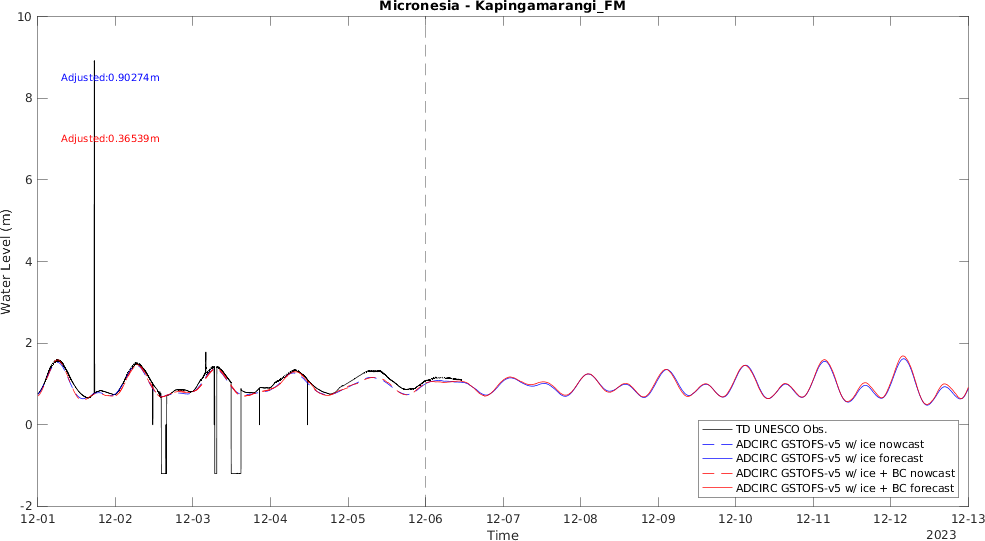 Micronesia - Kapingamarangi_FM
10
8
6
4
2
0
-2
Water Level (m)
Adjusted:0.90274m
Adjusted:0.36539m
TD UNESCO Obs.
ADCIRC GSTOFS-v5 w/ ice nowcast
ADCIRC GSTOFS-v5 w/ ice forecast
ADCIRC GSTOFS-v5 w/ ice + BC nowcast
ADCIRC GSTOFS-v5 w/ ice + BC forecast
12-01 12-02 12-03 12-04 12-05 12-06 12-07 12-08 12-09 12-10 12-11 12-12 12-13
Time
2023